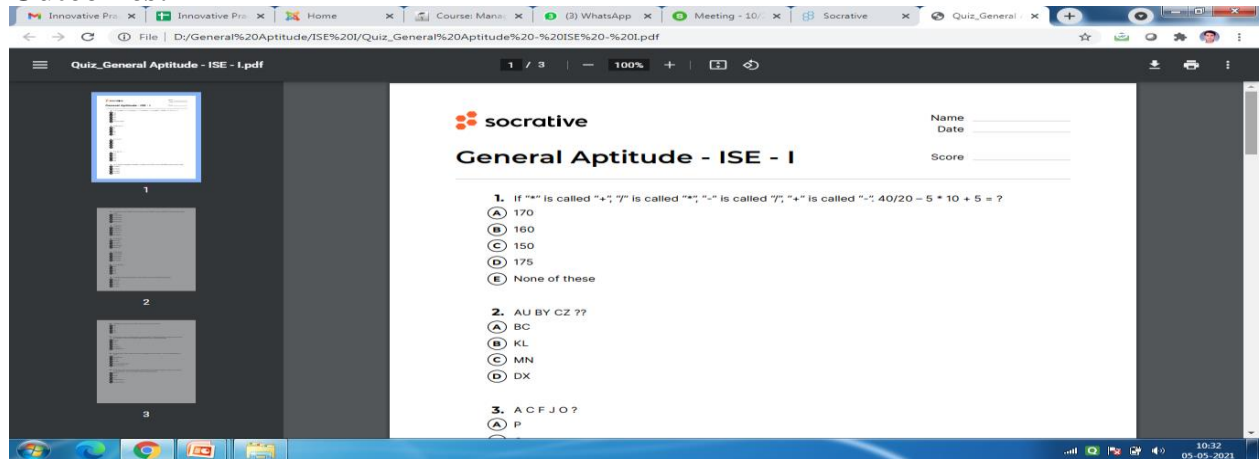 Innovative Pro
Innovative Pro
Home
Course: Mana
(3) WhatsApp
Meeting - 10/
Socrative
Quiz_General
File | D:/General%20Aptitude/ISE%20I/Quiz_General%20Aptitude%20-%20ISE%20-%20I.pdf
Quiz_General Aptitude - ISE - I.pdf
1 / 3 | − 100% +
1
2
3
socrative
Name
Date
General Aptitude - ISE - I
Score
1. If "*" is called "+", "/" is called "*", "-" is called "/", "+" is called "-". 40/20 – 5 * 10 + 5 = ?
A 170
B 160
C 150
D 175
E None of these
2. AU BY CZ ??
A BC
B KL
C MN
D DX
3. A C F J O ?
A P
10:32
05-05-2021